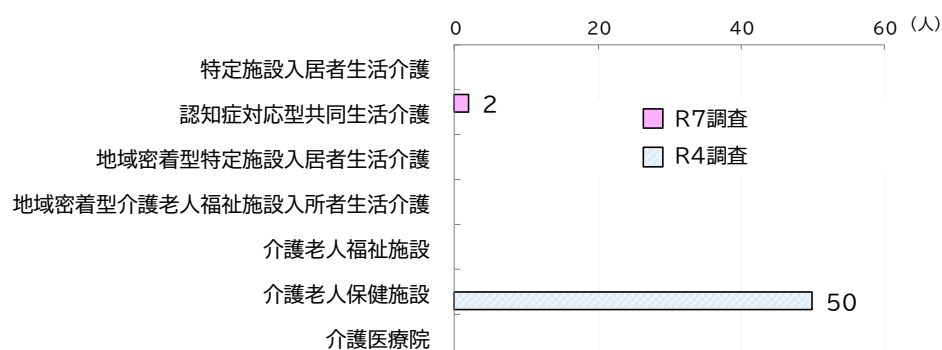 0 20 40 60 (人)
特定施設入居者生活介護
認知症対応型共同生活介護
2
R7調査
地域密着型特定施設入居者生活介護
R4調査
地域密着型介護老人福祉施設入所者生活介護
介護老人福祉施設
介護老人保健施設
50
介護医療院